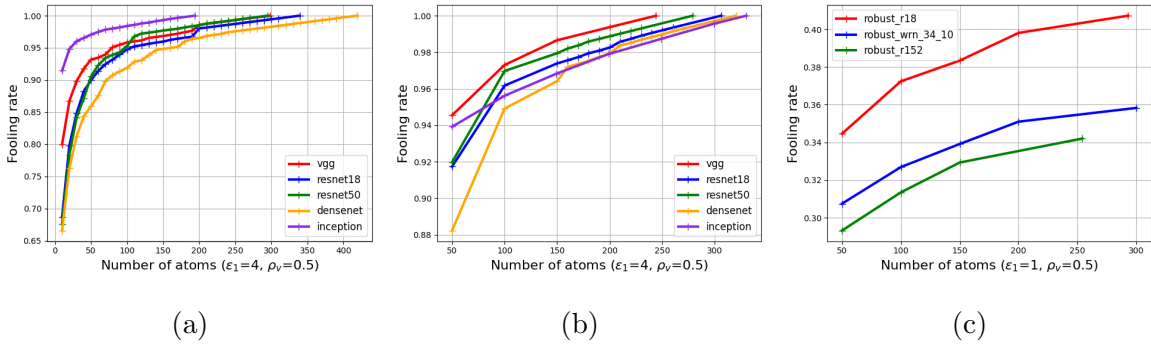 1.00
0.95
0.90
0.85
0.80
0.75
0.70
0.65
Fooling rate
0 50 100 150 200 250 300 350 400
Number of atoms (ε₁=4, ρᵥ=0.5)
vgg
resnet18
resnet50
densenet
inception
(a)
1.00
0.98
0.96
0.94
0.92
0.90
0.88
Fooling rate
50 100 150 200 250 300
Number of atoms (ε₁=4, ρᵥ=0.5)
vgg
resnet18
resnet50
densenet
inception
(b)
robust_r18
robust_wrn_34_10
robust_r152
0.40
0.38
0.36
0.34
0.32
0.30
Fooling rate
50 100 150 200 250 300
Number of atoms (ε₁=1, ρᵥ=0.5)
(c)